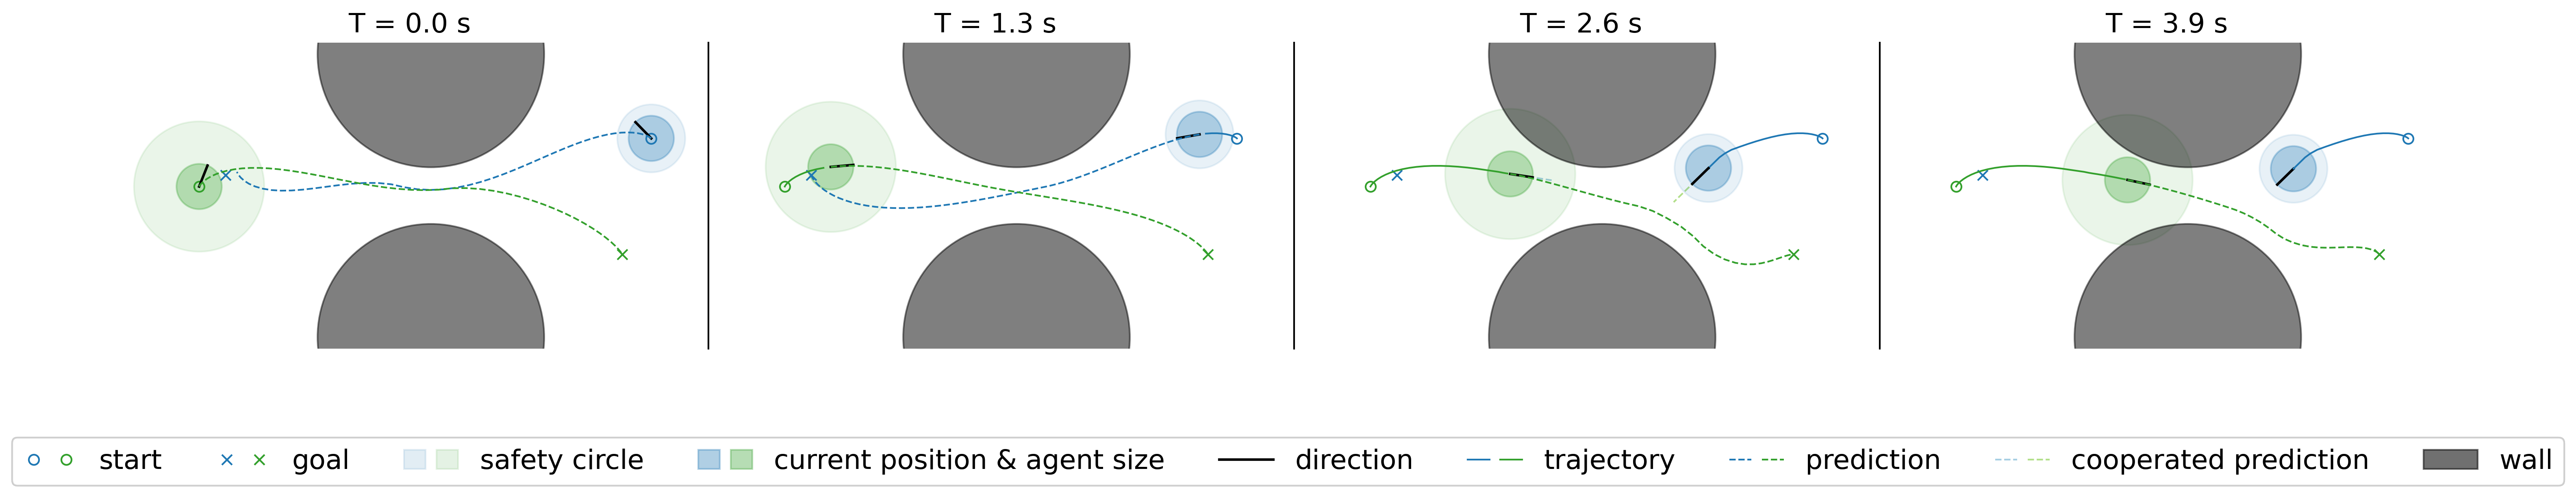 T = 0.0 s
T = 1.3 s
T = 2.6 s
T = 3.9 s
start
goal
safety circle
current position & agent size
direction
trajectory
prediction
cooperated prediction
wall